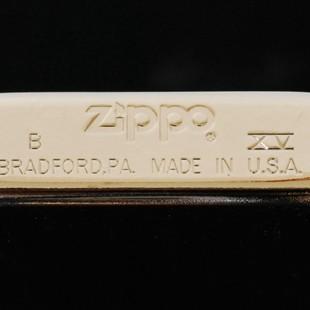 Zippo®
B XV
BRADFORD,PA. MADE IN U.S.A.